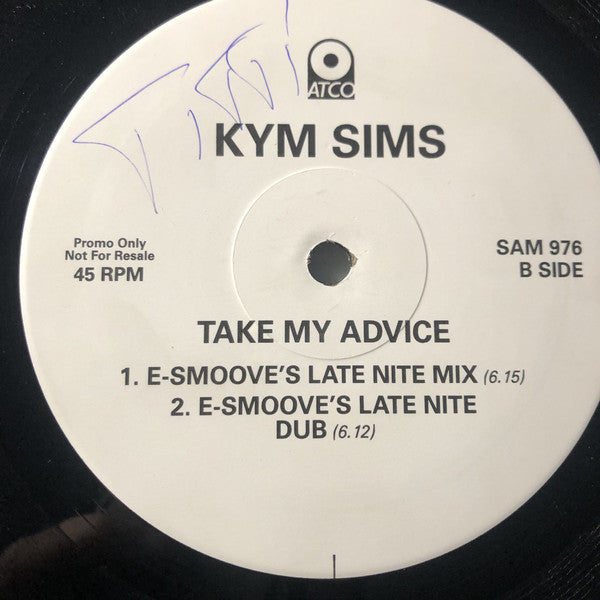 ATCO
KYM SIMS
Promo Only
Not For Resale
45 RPM
SAM 976
B SIDE
TAKE MY ADVICE
1. E-SMOOVE'S LATE NITE MIX (6.15)
2. E-SMOOVE'S LATE NITE
DUB (6.12)